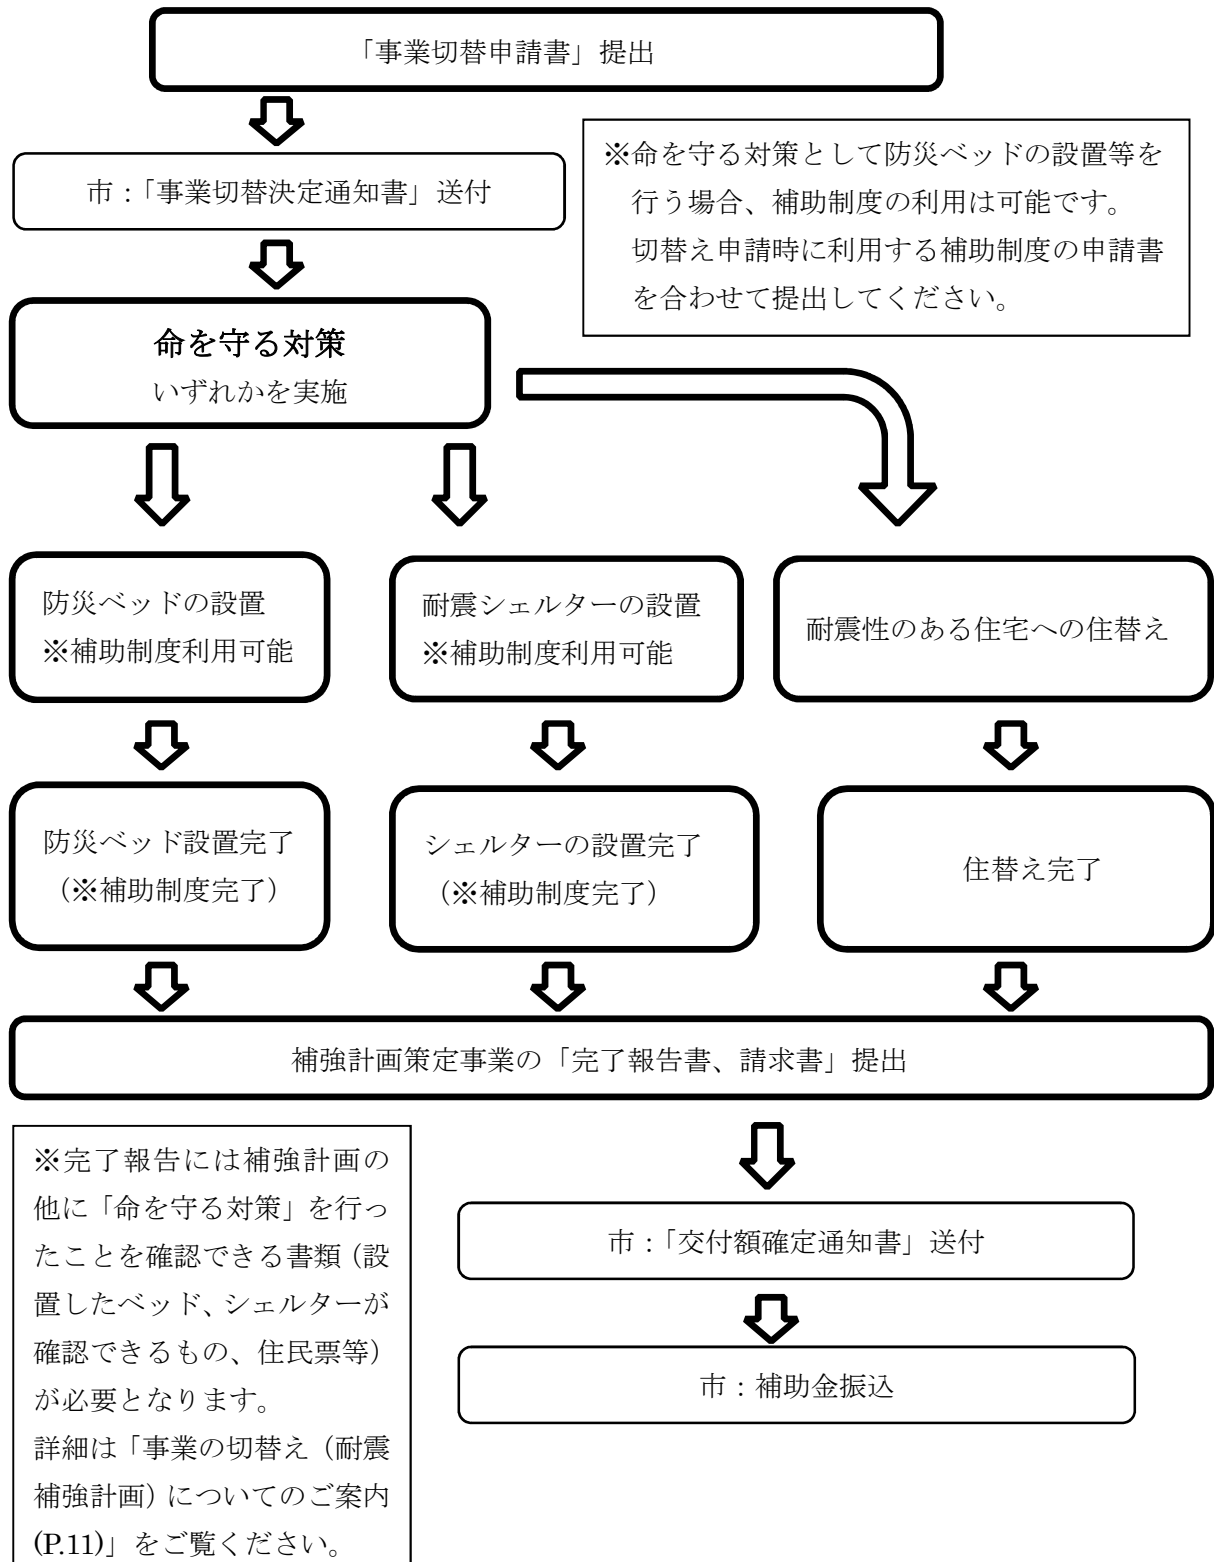 「事業切替申請書」提出
市：「事業切替決定通知書」送付
※命を守る対策として防災ベッドの設置等を
行う場合、補助制度の利用は可能です。
切替え申請時に利用する補助制度の申請書
を合わせて提出してください。
命を守る対策
いずれかを実施
防災ベッドの設置
※補助制度利用可能
耐震シェルターの設置
※補助制度利用可能
耐震性のある住宅への住替え
防災ベッド設置完了
（※補助制度完了）
シェルターの設置完了
（※補助制度完了）
住替え完了
補強計画策定事業の「完了報告書、請求書」提出
※完了報告には補強計画の
他に「命を守る対策」を行っ
たことを確認できる書類（設
置したベッド、シェルターが
確認できるもの、住民票等）
が必要となります。
詳細は「事業の切替え（耐震
補強計画）についてのご案内
(P.11)」をご覧ください。
市：「交付額確定通知書」送付
市：補助金振込